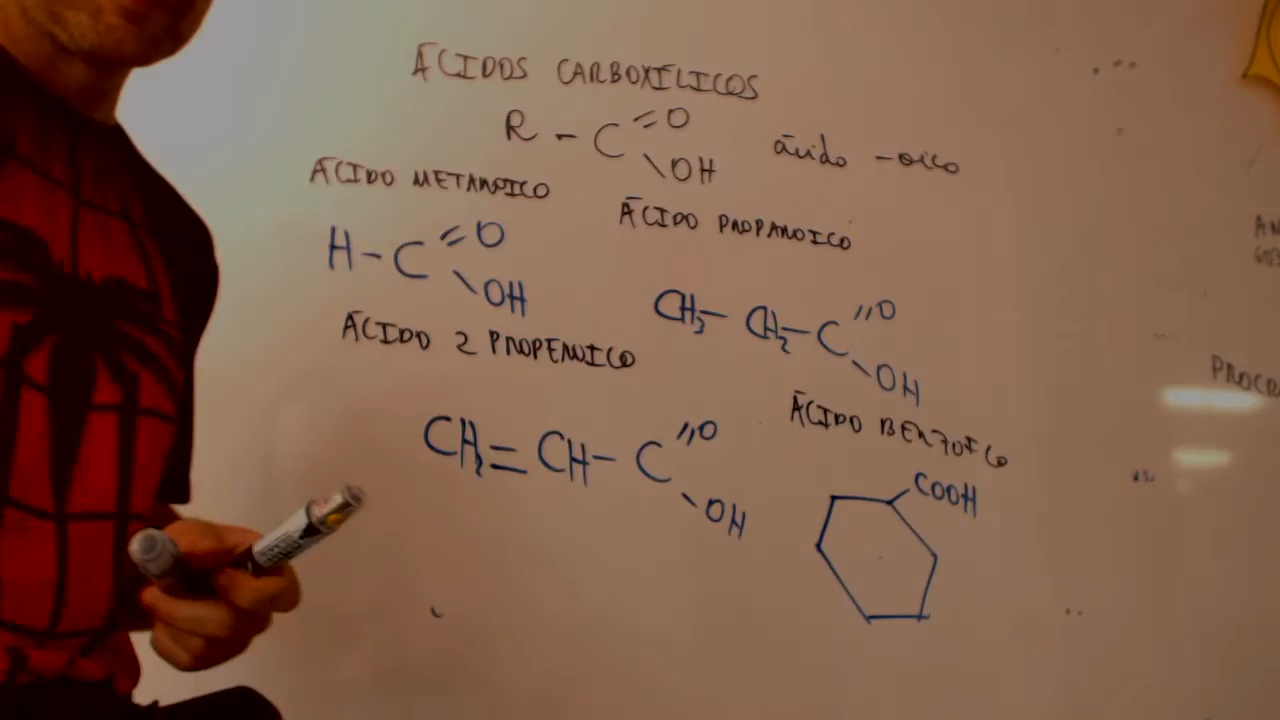 ÁCIDOS CARBOXÍLICOS
R - C =O
\OH
ácido -oico
ÁCIDO METANOICO
H-C =O
\OH
ÁCIDO PROPANOICO
CH3- CH2-C =O
\OH
ÁCIDO 2 PROPENOICO
CH2=CH-C =O
\OH
ÁCIDO BENZOICO
COOH